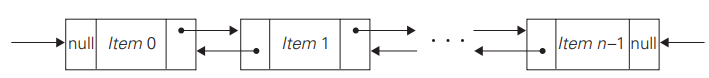 null Item 0 Item 1 . . . Item n–1 null